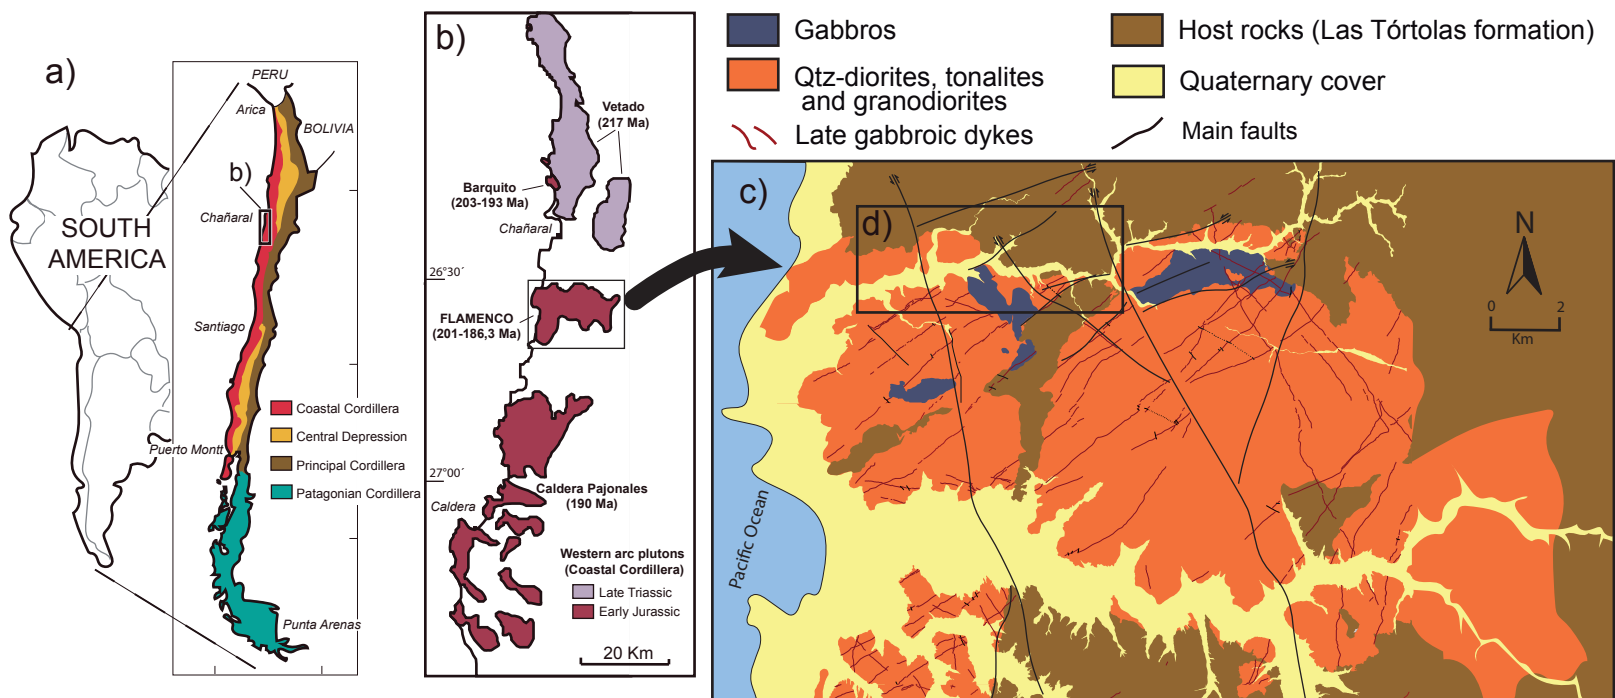 a)
PERU
Arica
BOLIVIA
b)
Chañaral
SOUTH
AMERICA
Santiago
Coastal Cordillera
Central Depression
Puerto Montt
Principal Cordillera
Patagonian Cordillera
Punta Arenas
b)
Vetado
(217 Ma)
Barquito
(203-193 Ma)
Chañaral
26°30´
FLAMENCO
(201-186,3 Ma)
27°00´
Caldera Pajonales
(190 Ma)
Caldera
Western arc plutons
(Coastal Cordillera)
Late Triassic
Early Jurassic
20 Km
Gabbros
Qtz-diorites, tonalites
and granodiorites
Late gabbroic dykes
Host rocks (Las Tórtolas formation)
Quaternary cover
Main faults
c)
d)
N
0 2
Km
Pacific Ocean